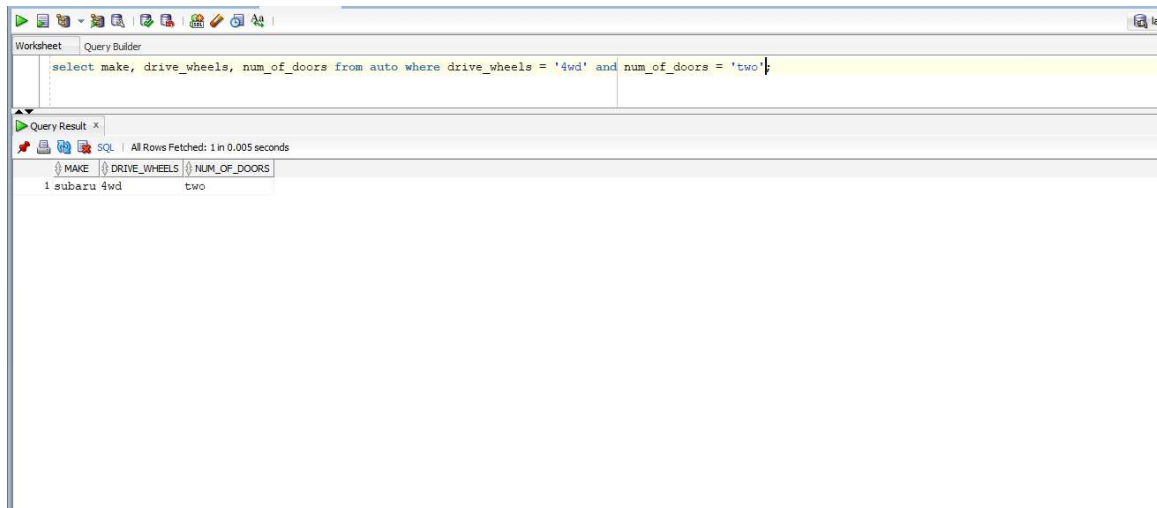 Worksheet Query Builder
select make, drive_wheels, num_of_doors from auto where drive_wheels = '4wd' and num_of_doors = 'two';
Query Result x
SQL | All Rows Fetched: 1 in 0.005 seconds
MAKE DRIVE_WHEELS NUM_OF_DOORS
1 subaru 4wd two